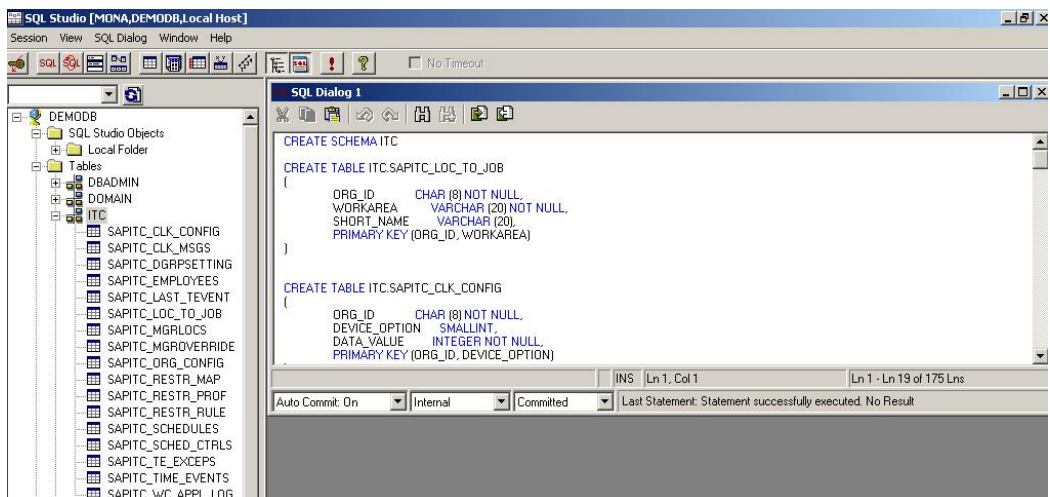 SQL Studio [MONA,DEMODB,Local Host]
Session View SQL Dialog Window Help
SQL SQL
No Timeout
DEMODB
SQL Studio Objects
Local Folder
Tables
DBADMIN
DOMAIN
ITC
SAPITC_CLK_CONFIG
SAPITC_CLK_MSGS
SAPITC_DGRPSETTING
SAPITC_EMPLOYEES
SAPITC_LAST_TEVENT
SAPITC_LOC_TO_JOB
SAPITC_MGRLOCS
SAPITC_MGROVERRIDE
SAPITC_ORG_CONFIG
SAPITC_RESTR_MAP
SAPITC_RESTR_PROF
SAPITC_RESTR_RULE
SAPITC_SCHEDULES
SAPITC_SCHED_CTRLS
SAPITC_TE_EXCEPS
SAPITC_TIME_EVENTS
SAPITC_WC_APPL_LOG
SQL Dialog 1
CREATE SCHEMA ITC
CREATE TABLE ITC.SAPITC_LOC_TO_JOB
(
ORG_ID CHAR (8) NOT NULL,
WORKAREA VARCHAR (20) NOT NULL,
SHORT_NAME VARCHAR (20),
PRIMARY KEY (ORG_ID, WORKAREA)
)
CREATE TABLE ITC.SAPITC_CLK_CONFIG
(
ORG_ID CHAR (8) NOT NULL,
DEVICE_OPTION SMALLINT,
DATA_VALUE INTEGER NOT NULL,
PRIMARY KEY (ORG_ID, DEVICE_OPTION)
INS Ln 1, Col 1 Ln 1 - Ln 19 of 175 Lns
Auto Commit: On Internal Committed Last Statement: Statement successfully executed. No Result